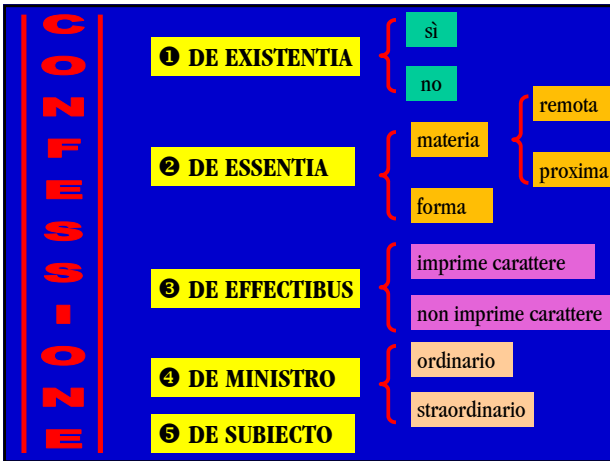 CONFESSIONE
❶ DE EXISTENTIA
sì
no
❷ DE ESSENTIA
materia
remota
proxima
forma
❸ DE EFFECTIBUS
imprime carattere
non imprime carattere
❹ DE MINISTRO
ordinario
straordinario
❺ DE SUBIECTO